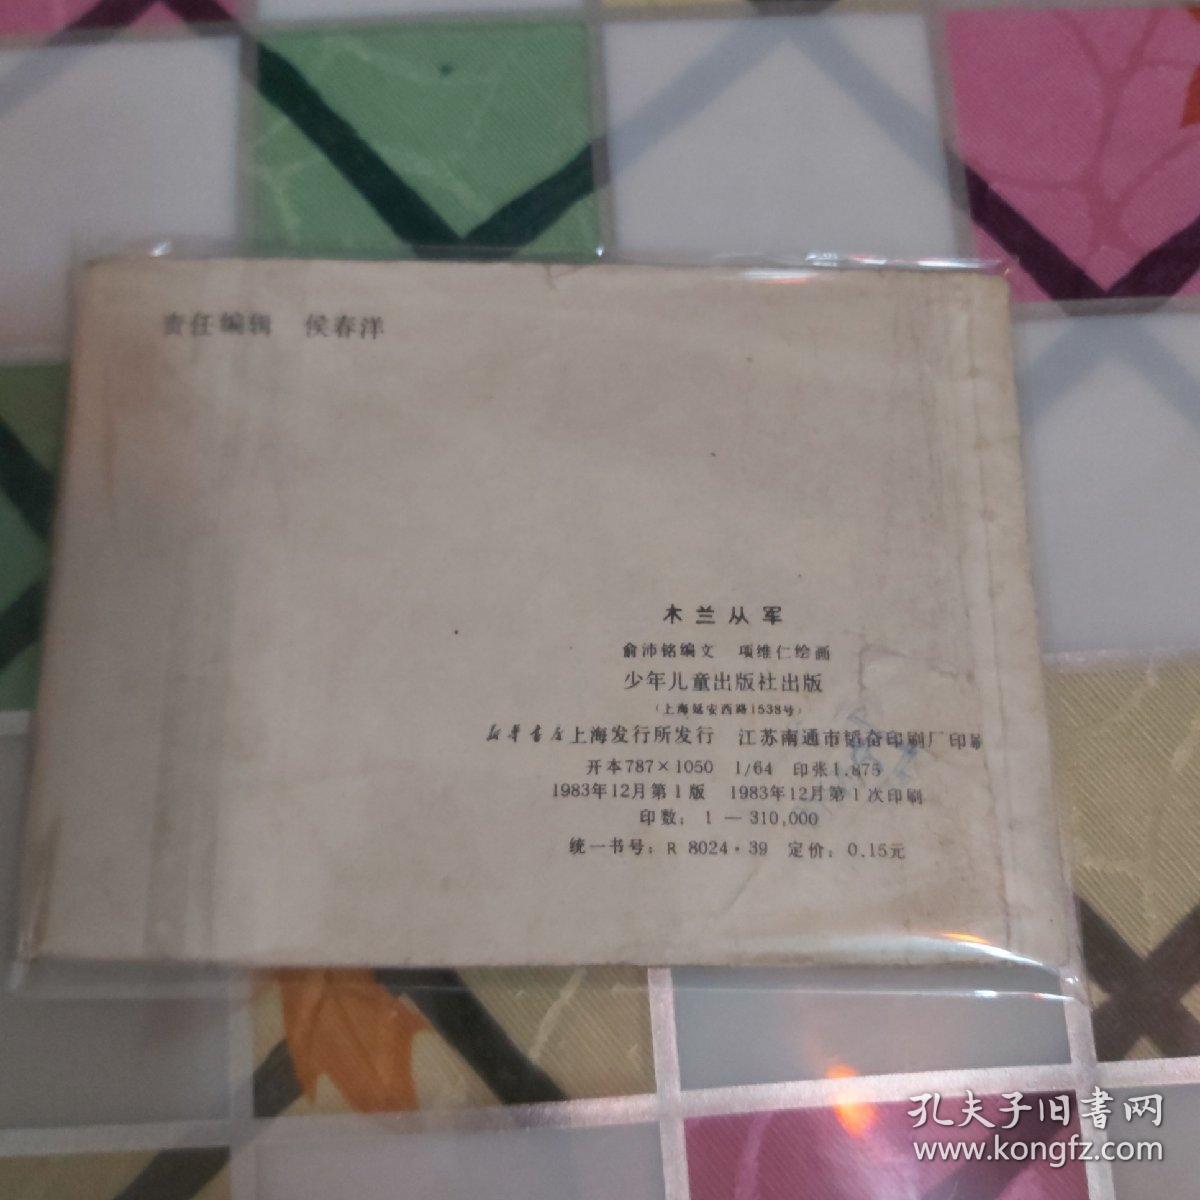 责任编辑 侯春洋
木兰从军
俞沛铭编文 项维仁绘画
少年儿童出版社出版
(上海延安西路1538号)
新华书店上海发行所发行 江苏南通市韬奋印刷厂印刷
开本787×1050 1/64 印张1.875
1983年12月第1版 1983年12月第1次印刷
印数：1—310,000
统一书号：R 8024·39 定价：0.15元
孔夫子旧書网
www.kongfz.com